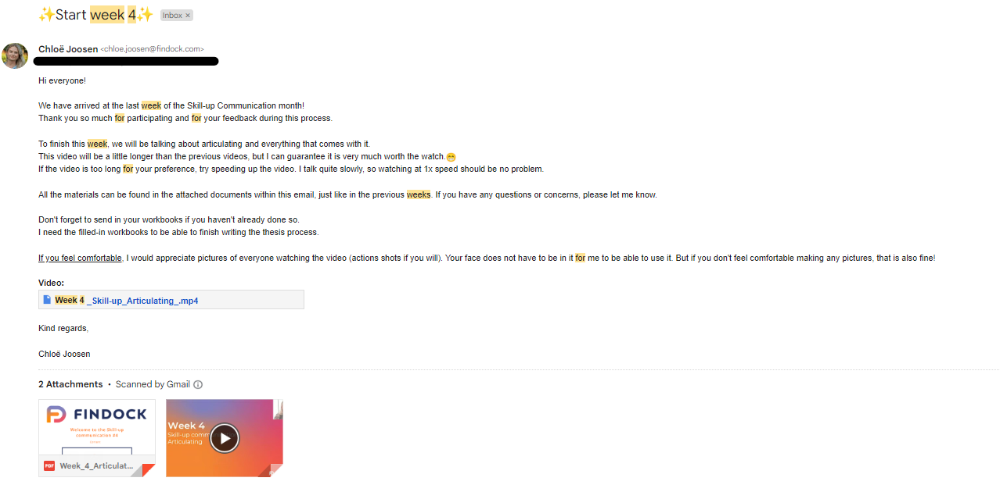 ✨Start week 4✨ Inbox ×
Chloë Joosen <chloe.joosen@findock.com>
Hi everyone!
We have arrived at the last week of the Skill-up Communication month!
Thank you so much for participating and for your feedback during this process.
To finish this week, we will be talking about articulating and everything that comes with it.
This video will be a little longer than the previous videos, but I can guarantee it is very much worth the watch.😁
If the video is too long for your preference, try speeding up the video. I talk quite slowly, so watching at 1x speed should be no problem.
All the materials can be found in the attached documents within this email, just like in the previous weeks. If you have any questions or concerns, please let me know.
Don't forget to send in your workbooks if you haven't already done so.
I need the filled-in workbooks to be able to finish writing the thesis process.
If you feel comfortable, I would appreciate pictures of everyone watching the video (actions shots if you will). Your face does not have to be in it for me to be able to use it. But if you don't feel comfortable making any pictures, that is also fine!
Video:
Week 4 _Skill-up_Articulating_.mp4
Kind regards,
Chloë Joosen
2 Attachments • Scanned by Gmail
FINDOCK
Welcome to the Skill-up
communication #4
PDF Week_4_Articulat...
Week 4
Skill-up comm
Articulating